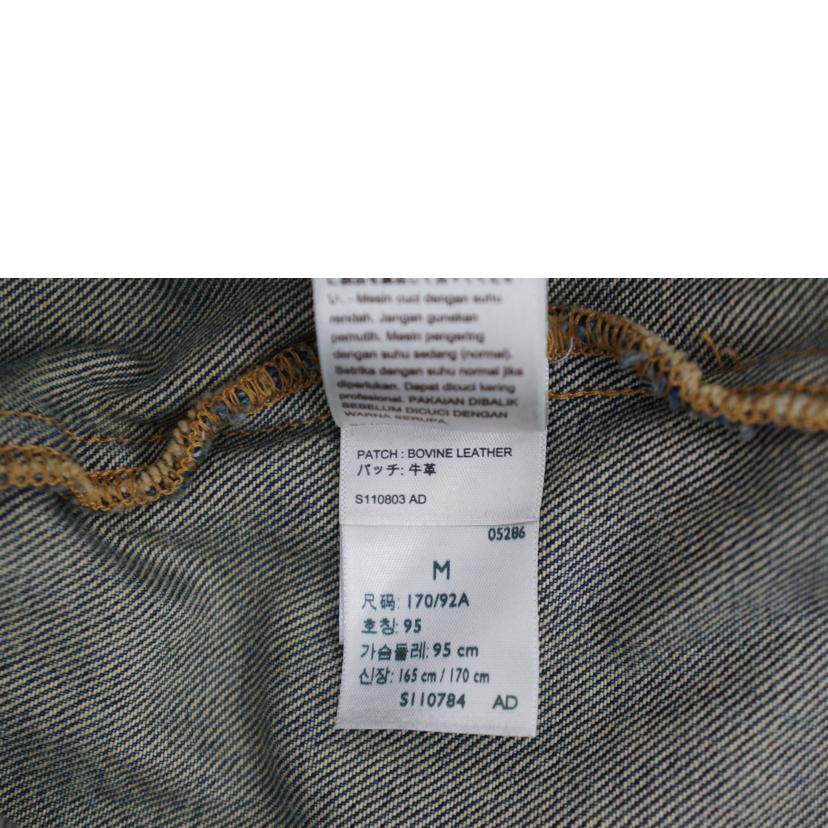 - Mesin cuci dengan suhu
rendah. Jangan gunakan
pemutih. Mesin pengering
dengan suhu sedang (normal).
Setrika dengan suhu normal jika
diperlukan. Dapat dicuci kering
profesional. PAKAIAN DIBALIK
SEBELUM DICUCI DENGAN
WARNA SERUPA.
PATCH : BOVINE LEATHER
パッチ: 牛革
S110803 AD
05286
M
尺码: 170/92A
호칭: 95
가슴둘레: 95 cm
신장: 165 cm / 170 cm
S110784 AD